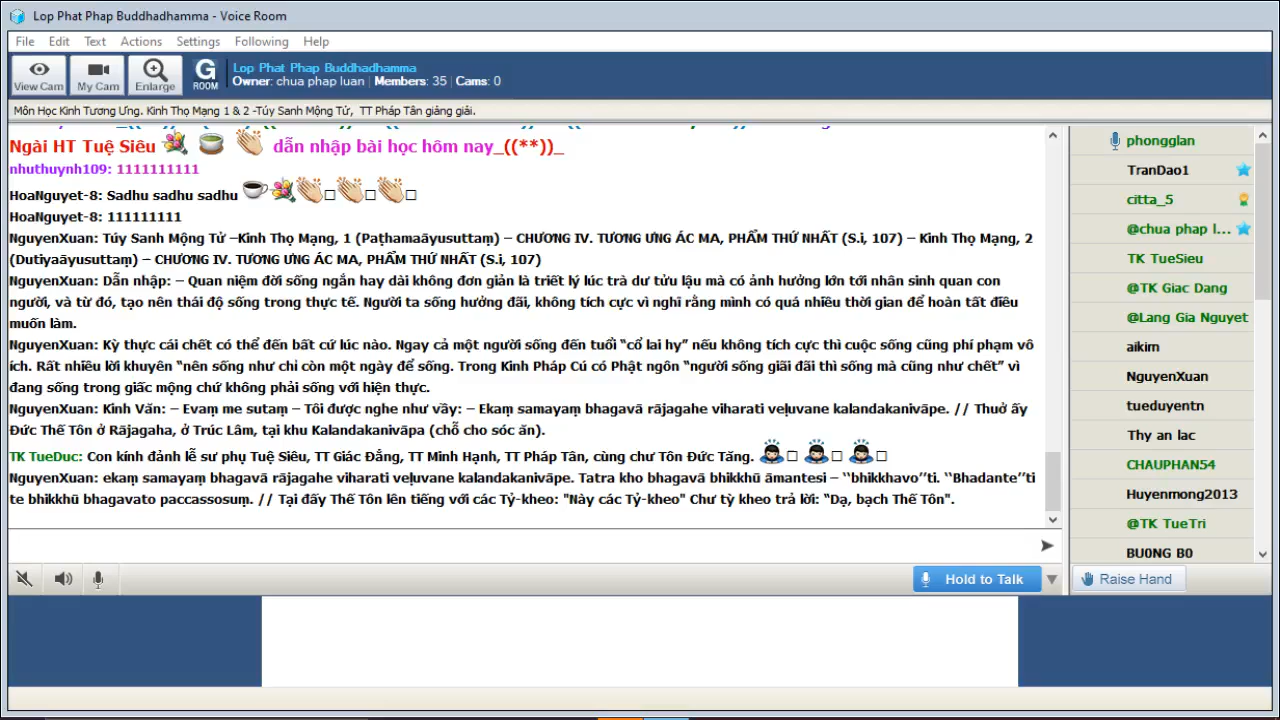 Lop Phat Phap Buddhadhamma - Voice Room
File Edit Text Actions Settings Following Help
View Cam My Cam Enlarge G ROOM
Lop Phat Phap Buddhadhamma
Owner: chua phap luan | Members: 35 | Cams: 0
Môn Học Kinh Tương Ưng. Kinh Thọ Mạng 1 & 2 -Túy Sanh Mộng Tử, TT Pháp Tân giảng giải.
Ngài HT Tuệ Siêu dẫn nhập bài học hôm nay_((**))_
nhuthuynh109: 1111111111
HoaNguyet-8: Sadhu sadhu sadhu
HoaNguyet-8: 111111111
NguyenXuan: Túy Sanh Mộng Tử –Kinh Thọ Mạng, 1 (Paṭhamaāyusuttaṃ) – CHƯƠNG IV. TƯƠNG ƯNG ÁC MA, PHẨM THỨ NHẤT (S.i, 107) – Kinh Thọ Mạng, 2
(Dutiyaāyusuttaṃ) – CHƯƠNG IV. TƯƠNG ƯNG ÁC MA, PHẨM THỨ NHẤT (S.i, 107)
NguyenXuan: Dẫn nhập: – Quan niệm đời sống ngắn hay dài không đơn giản là triết lý lúc trà dư tửu lậu mà có ảnh hưởng lớn tới nhân sinh quan con
người, và từ đó, tạo nên thái độ sống trong thực tế. Người ta sống hưởng đãi, không tích cực vì nghĩ rằng mình có quá nhiều thời gian để hoàn tất điều
muốn làm.
NguyenXuan: Kỳ thực cái chết có thể đến bất cứ lúc nào. Ngay cả một người sống đến tuổi “cổ lai hy” nếu không tích cực thì cuộc sống cũng phí phạm vô
ích. Rất nhiều lời khuyên “nên sống như chỉ còn một ngày để sống. Trong Kinh Pháp Cú có Phật ngôn “người sống giãi đãi thì sống mà cũng như chết” vì
đang sống trong giấc mộng chứ không phải sống với hiện thực.
NguyenXuan: Kinh Văn: – Evaṃ me sutaṃ – Tôi được nghe như vầy: – Ekaṃ samayaṃ bhagavā rājagahe viharati veḷuvane kalandakanivāpe. // Thuở ấy
Đức Thế Tôn ở Rājagaha, ở Trúc Lâm, tại khu Kalandakanivāpa (chỗ cho sóc ăn).
TK TueDuc: Con kính đảnh lễ sư phụ Tuệ Siêu, TT Giác Đẳng, TT Minh Hạnh, TT Pháp Tân, cùng chư Tôn Đức Tăng.
NguyenXuan: ekaṃ samayaṃ bhagavā rājagahe viharati veḷuvane kalandakanivāpe. Tatra kho bhagavā bhikkhū āmantesi – ‘‘bhikkhavo’’ti. ‘‘Bhadante’’ti
te bhikkhū bhagavato paccassosuṃ. // Tại đấy Thế Tôn lên tiếng với các Tỷ-kheo: "Này các Tỷ-kheo" Chư tỳ kheo trả lời: “Dạ, bạch Thế Tôn".
Hold to Talk
phongglan
TranDao1
citta_5
@chua phap l...
TK TueSieu
@TK Giac Dang
@Lang Gia Nguyet
aikim
NguyenXuan
tueduyentn
Thy an lac
CHAUPHAN54
Huyenmong2013
@TK TueTri
BU0NG B0
Raise Hand